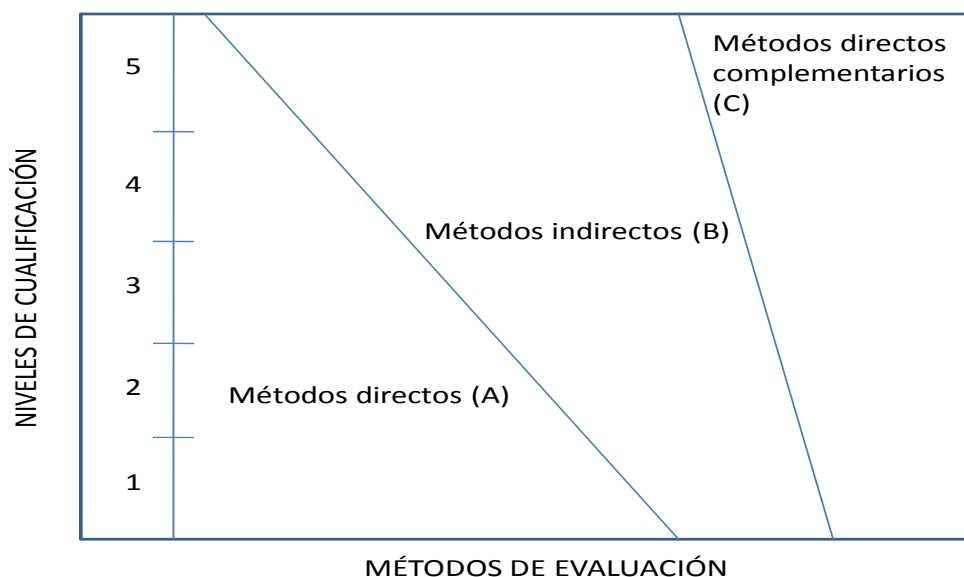 Métodos directos
complementarios
(C)
5
4
Métodos indirectos (B)
3
2
Métodos directos (A)
1
NIVELES DE CUALIFICACIÓN
MÉTODOS DE EVALUACIÓN